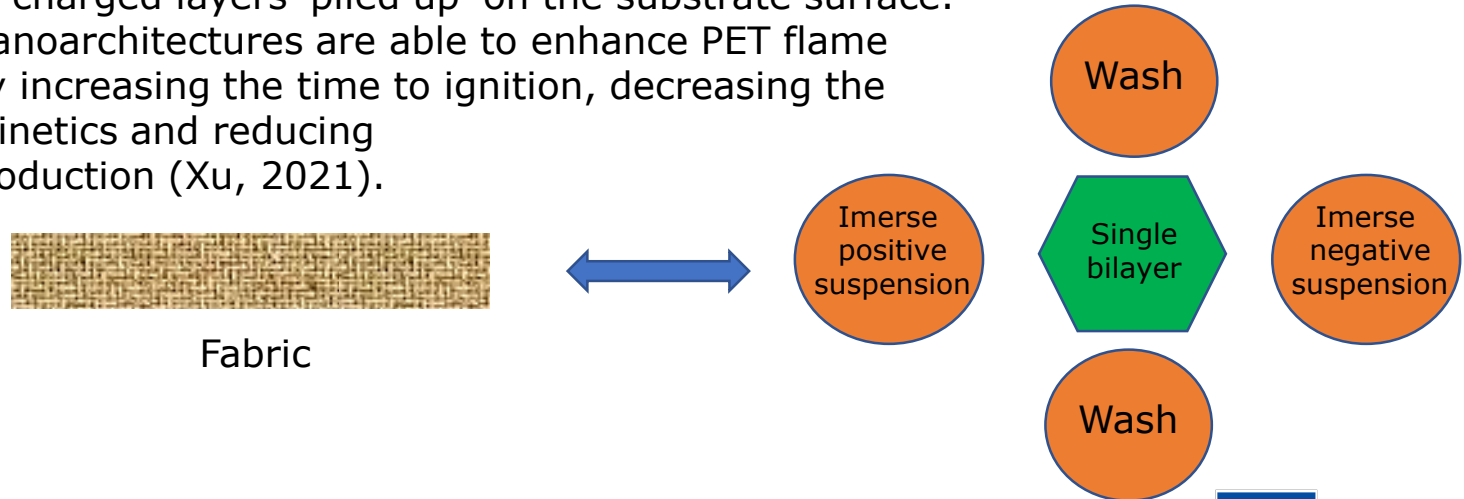 charged layers 'piled up' on the substrate surface.
anoarchitectures are able to enhance PET flame
y increasing the time to ignition, decreasing the
inetics and reducing
oduction (Xu, 2021).
Wash
Imerse
positive
suspension
Single
bilayer
Imerse
negative
suspension
Fabric
Wash